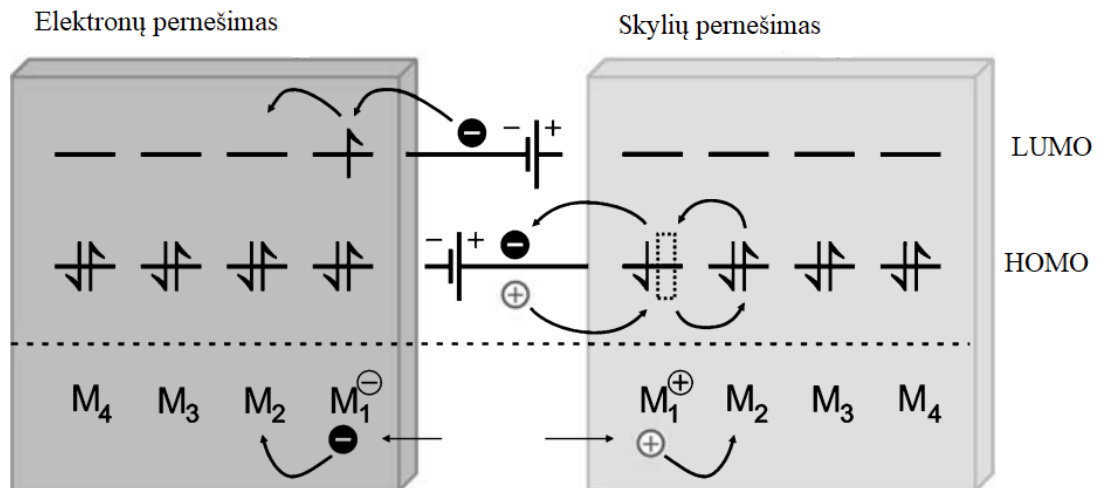 Elektronų pernešimas
Skylių pernešimas
− +
LUMO
− +
HOMO
M₄ M₃ M₂ M₁⊖
M₁⊕ M₂ M₃ M₄